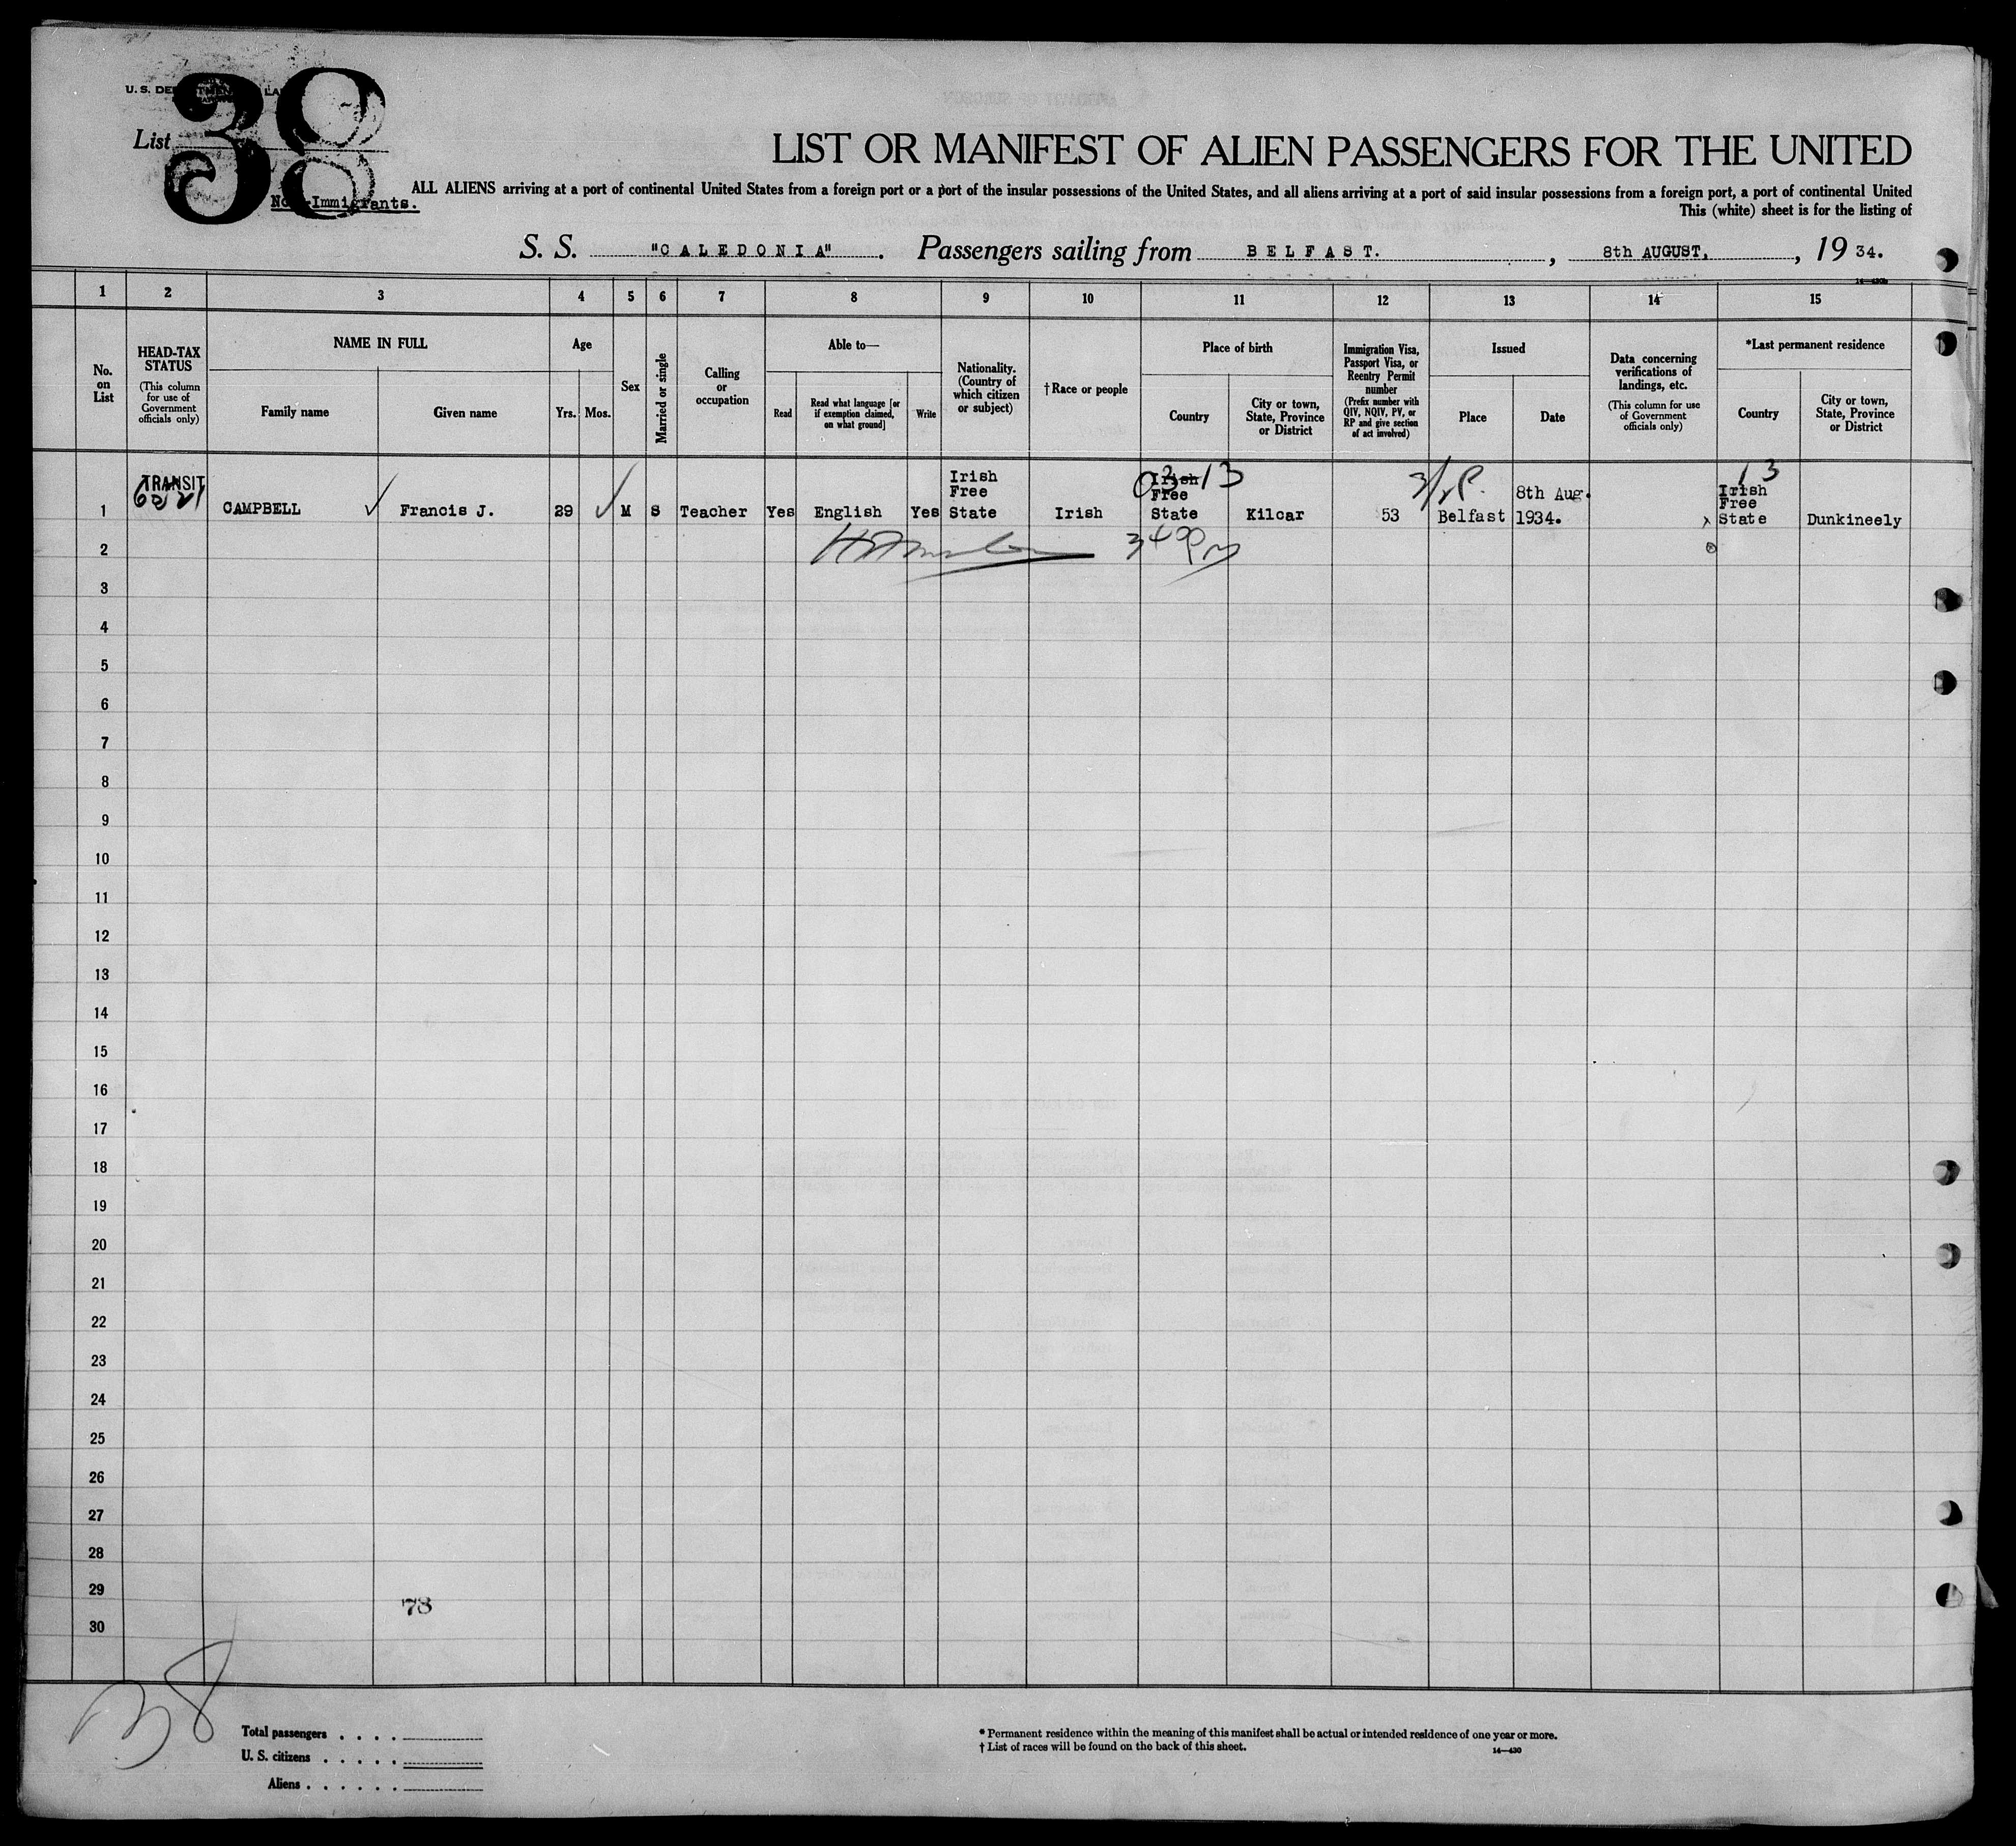 38
U. S. DEPARTMENT LA
List
Non-Immigrants.
LIST OR MANIFEST OF ALIEN PASSENGERS FOR THE UNITED
ALL ALIENS arriving at a port of continental United States from a foreign port or a port of the insular possessions of the United States, and all aliens arriving at a port of said insular possessions from a foreign port, a port of continental United
This (white) sheet is for the listing of
S. S. "CALEDONIA". Passengers sailing from BELFAST. , 8th AUGUST, , 19 34.
14—430b
1 2 3 4 5 6 7 8 9 10 11 12 13 14 15
No. on List
HEAD-TAX STATUS
(This column for use of Government officials only)
NAME IN FULL
Family name
Given name
Age
Yrs.
Mos.
Sex
Married or single
Calling or occupation
Able to—
Read
Read what language [or if exemption claimed, on what ground]
Write
Nationality. (Country of which citizen or subject)
†Race or people
Place of birth
Country
City or town, State, Province or District
Immigration Visa, Passport Visa, or Reentry Permit number
(Prefix number with QIV, NQIV, PV, or RP and give section of act involved)
Issued
Place
Date
Data concerning verifications of landings, etc.
(This column for use of Government officials only)
*Last permanent residence
Country
City or town, State, Province or District
TRANSIT
03 13
3/2P.
13
1 CAMPBELL Francis J. 29 M S Teacher Yes English Yes Irish Free State Irish Irish Free State Kilcar 53 Belfast 8th Aug. 1934. Irish Free State Dunkineely
2
3
4
5
6
7
8
9
10
11
12
13
14
15
16
17
18
19
20
21
22
23
24
25
26
27
28
29
78
30
38
Total passengers . . . .
U. S. citizens . . . . .
Aliens . . . . . .
* Permanent residence within the meaning of this manifest shall be actual or intended residence of one year or more.
† List of races will be found on the back of this sheet.
14—430